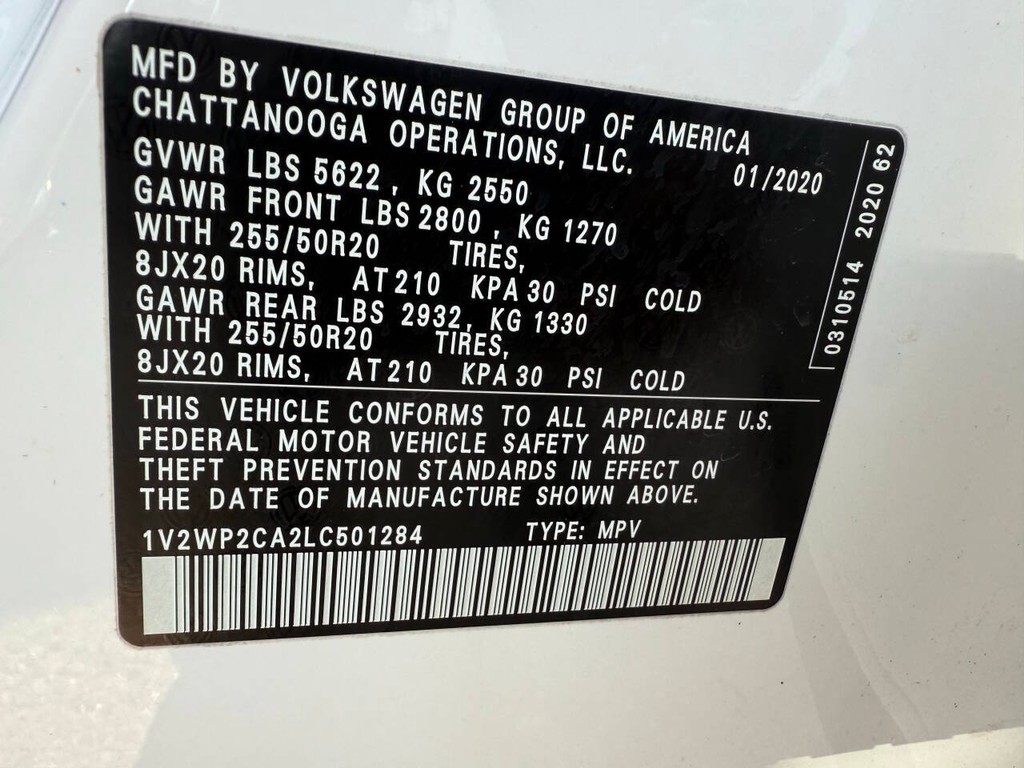 MFD BY VOLKSWAGEN GROUP OF AMERICA
CHATTANOOGA OPERATIONS, LLC.
01/2020
GVWR LBS 5622 , KG 2550
GAWR FRONT LBS 2800 , KG 1270
WITH 255/50R20 TIRES,
8JX20 RIMS, AT 210 KPA 30 PSI COLD
GAWR REAR LBS 2932, KG 1330
WITH 255/50R20 TIRES,
8JX20 RIMS, AT 210 KPA 30 PSI COLD
0310514 2020 62
THIS VEHICLE CONFORMS TO ALL APPLICABLE U.S.
FEDERAL MOTOR VEHICLE SAFETY AND
THEFT PREVENTION STANDARDS IN EFFECT ON
THE DATE OF MANUFACTURE SHOWN ABOVE.
1V2WP2CA2LC501284 TYPE: MPV